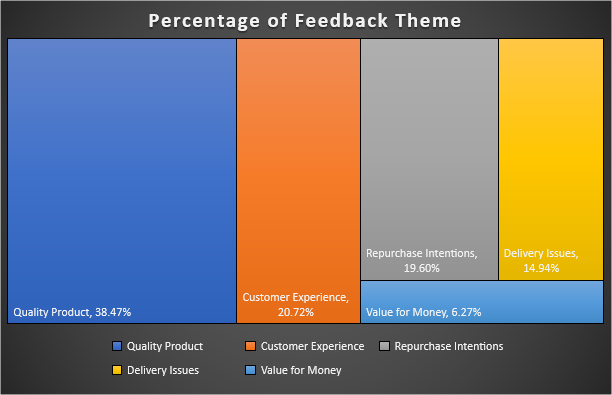 Percentage of Feedback Theme
Quality Product, 38.47%
Customer Experience,
20.72%
Repurchase Intentions,
19.60%
Delivery Issues,
14.94%
Value for Money, 6.27%
Quality Product
Customer Experience
Repurchase Intentions
Delivery Issues
Value for Money